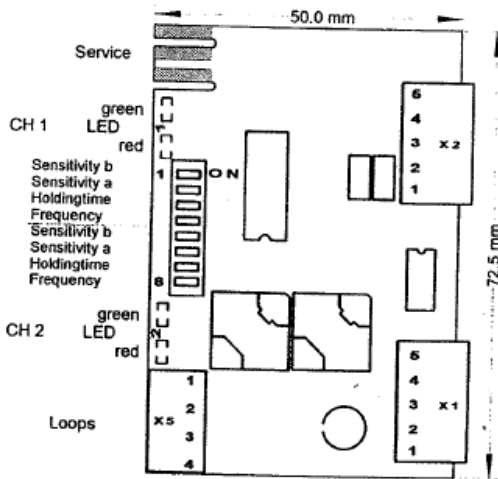 50.0 mm
Service
green
CH 1 LED 1
red
Sensitivity b
Sensitivity a
Holdingtime
Frequency
Sensitivity b
Sensitivity a
Holdingtime
Frequency
1 ON
8
green
CH 2 LED 2
red
Loops
X5
1
2
3
4
5
4
3 X2
2
1
5
4
3 X1
2
1
72.5 mm